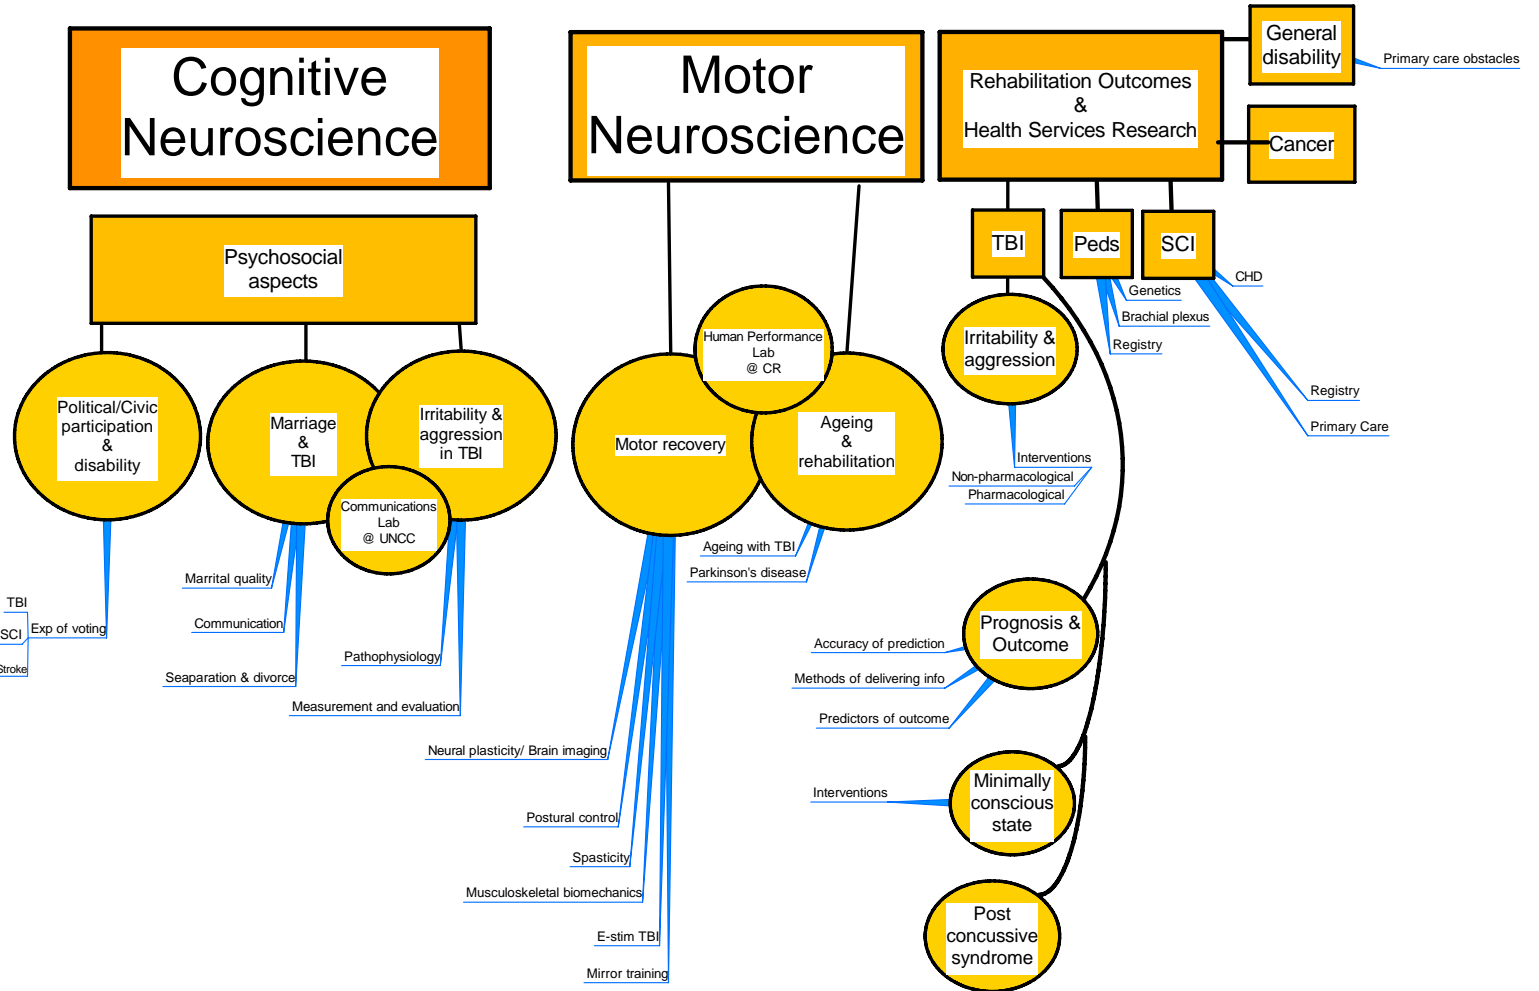 Cognitive
Neuroscience
Motor
Neuroscience
Rehabilitation Outcomes
&
Health Services Research
General
disability
Primary care obstacles
Cancer
Psychosocial
aspects
TBI
Peds
SCI
CHD
Genetics
Brachial plexus
Registry
Registry
Primary Care
Political/Civic
participation
&
disability
Marriage
&
TBI
Irritability &
aggression
in TBI
Communications
Lab
@ UNCC
Human Performance
Lab
@ CR
Motor recovery
Ageing
&
rehabilitation
Irritability &
aggression
Interventions
Non-pharmacological
Pharmacological
TBI
SCI
Stroke
Exp of voting
Marrital quality
Communication
Seaparation & divorce
Pathophysiology
Measurement and evaluation
Ageing with TBI
Parkinson's disease
Neural plasticity/ Brain imaging
Postural control
Spasticity
Musculoskeletal biomechanics
E-stim TBI
Mirror training
Prognosis &
Outcome
Accuracy of prediction
Methods of delivering info
Predictors of outcome
Minimally
conscious
state
Interventions
Post
concussive
syndrome